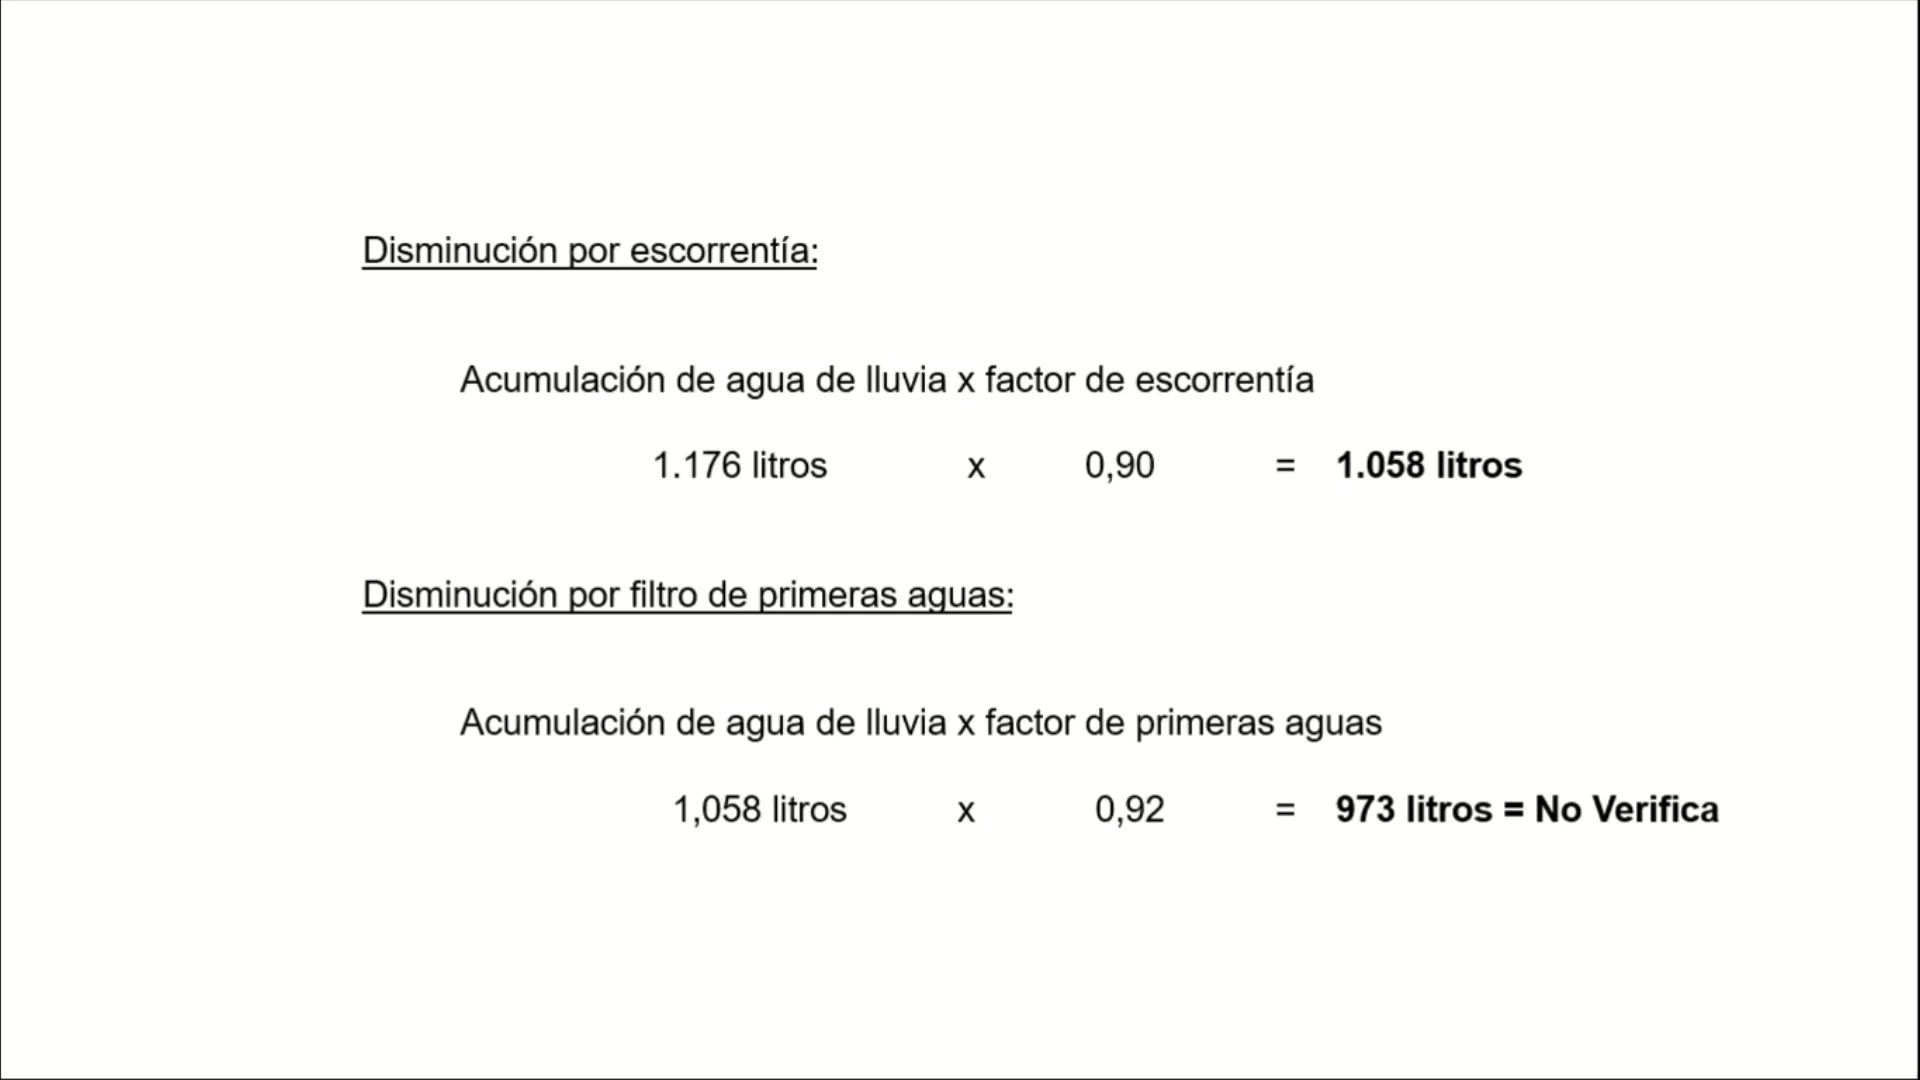 Disminución por escorrentía:
Acumulación de agua de lluvia x factor de escorrentía
1.176 litros x 0,90 = 1.058 litros
Disminución por filtro de primeras aguas:
Acumulación de agua de lluvia x factor de primeras aguas
1,058 litros x 0,92 = 973 litros = No Verifica